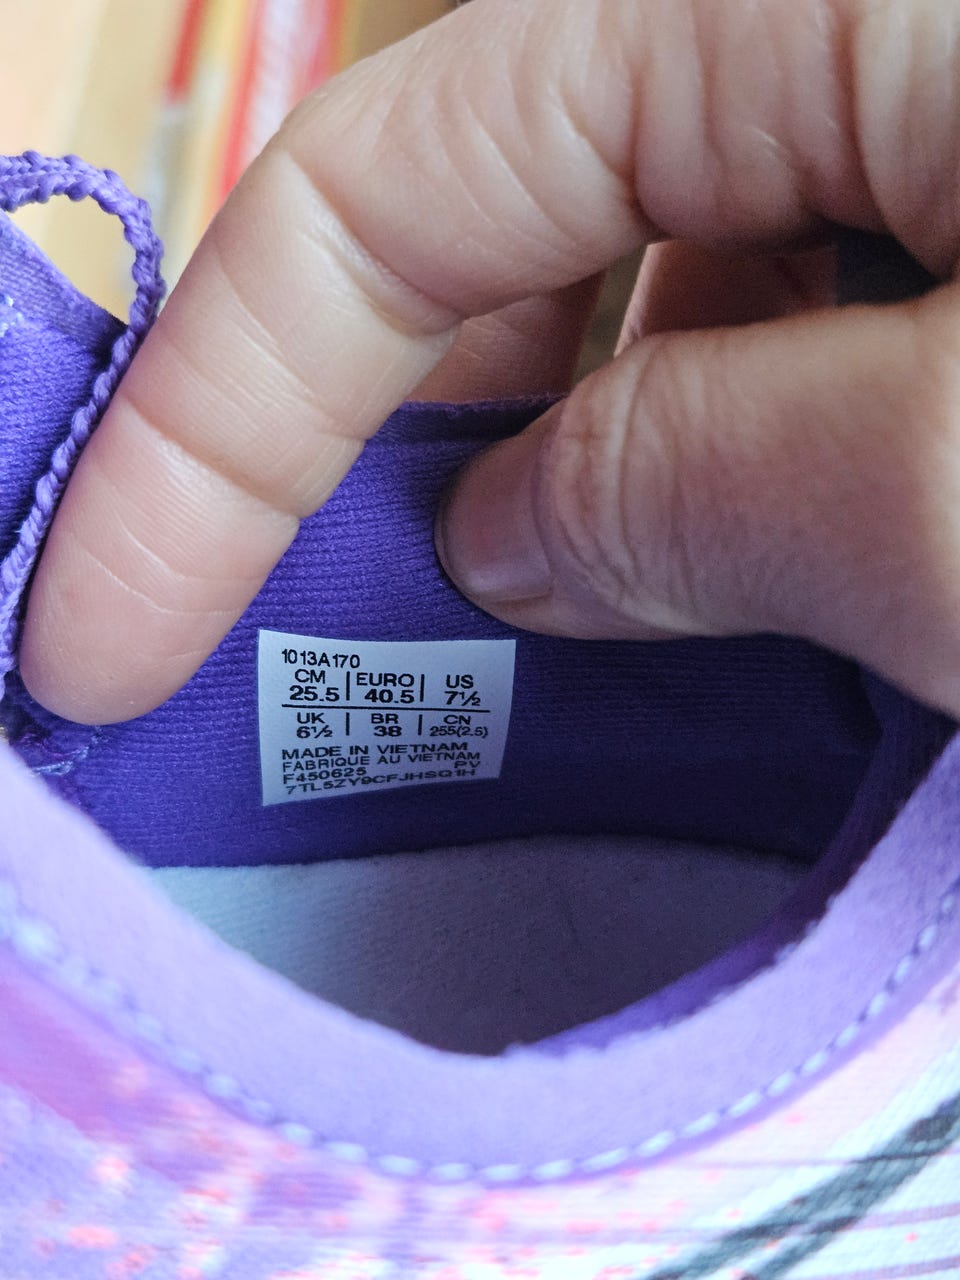 1013A170
CM | EURO | US
25.5 | 40.5 | 7½
UK | BR | CN
6½ | 38 | 255(2.5)
MADE IN VIETNAM
FABRIQUE AU VIETNAM
F450625 PV
7TL5ZY9CFJHSQ1H